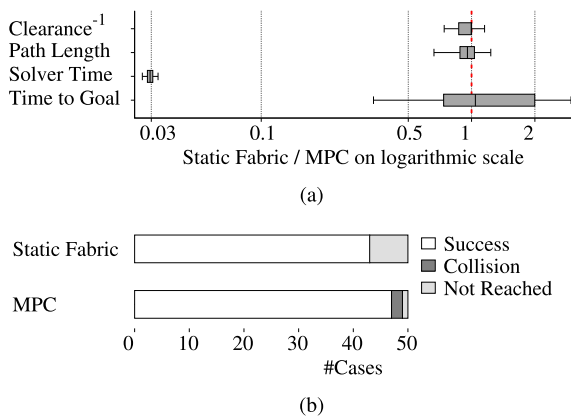 Clearance⁻¹
Path Length
Solver Time
Time to Goal
0.03 0.1 0.5 1 2
Static Fabric / MPC on logarithmic scale
(a)
Static Fabric
MPC
Success
Collision
Not Reached
0 10 20 30 40 50
#Cases
(b)